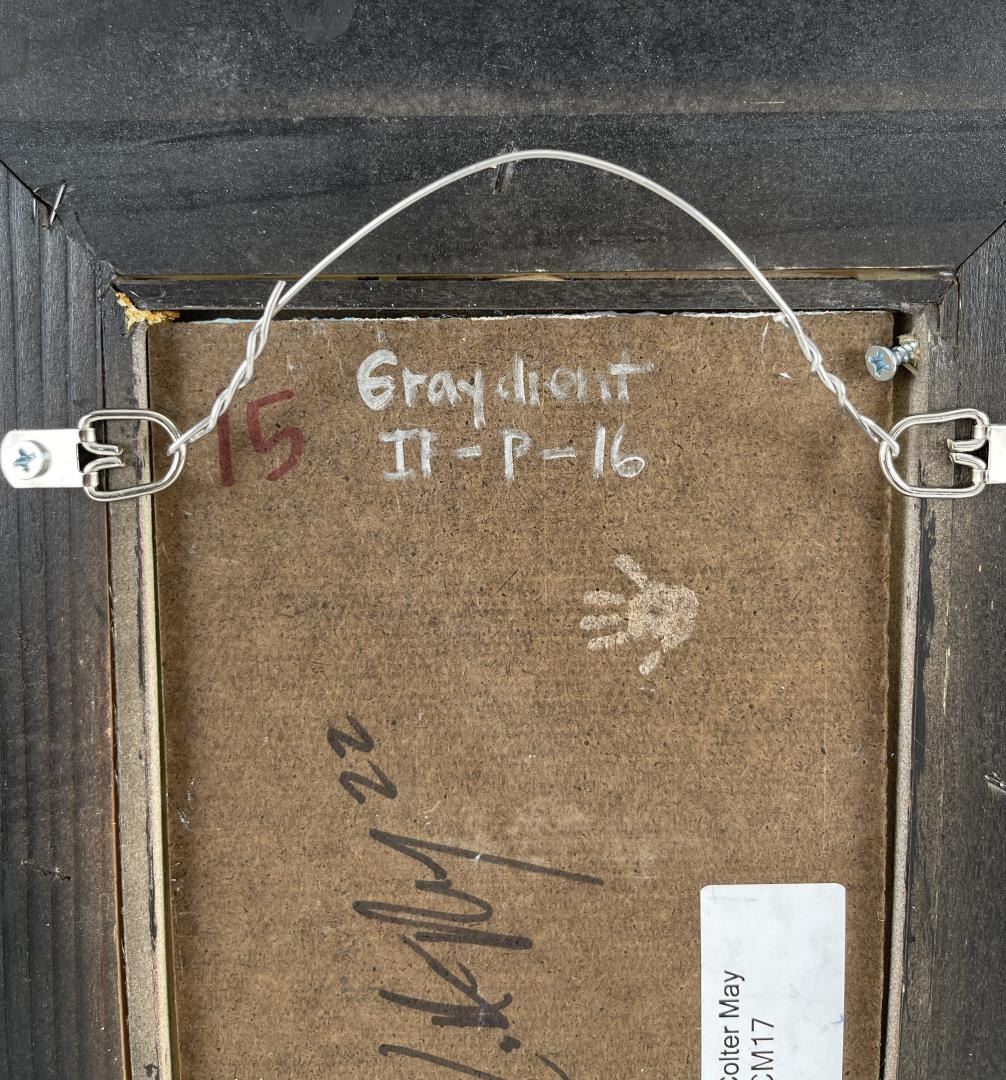 Graydient
15
II - P - 16
22
Colter May
CM17